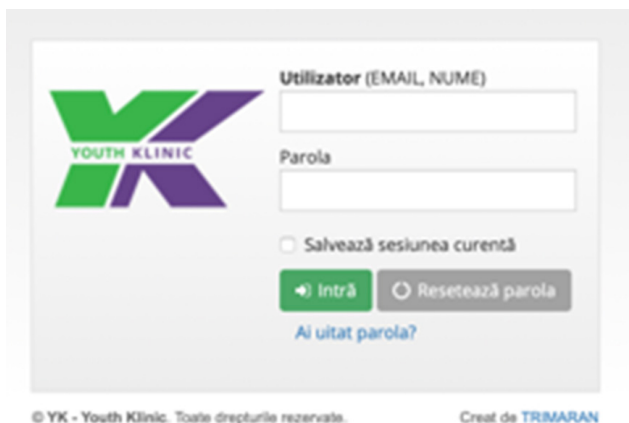 Utilizator (EMAIL, NUME)
YOUTH KLINIC
Parola
Salvează sesiunea curentă
Intră
Resetează parola
Ai uitat parola?
© YK - Youth Klinic. Toate drepturile rezervate.
Creat de TRIMARAN